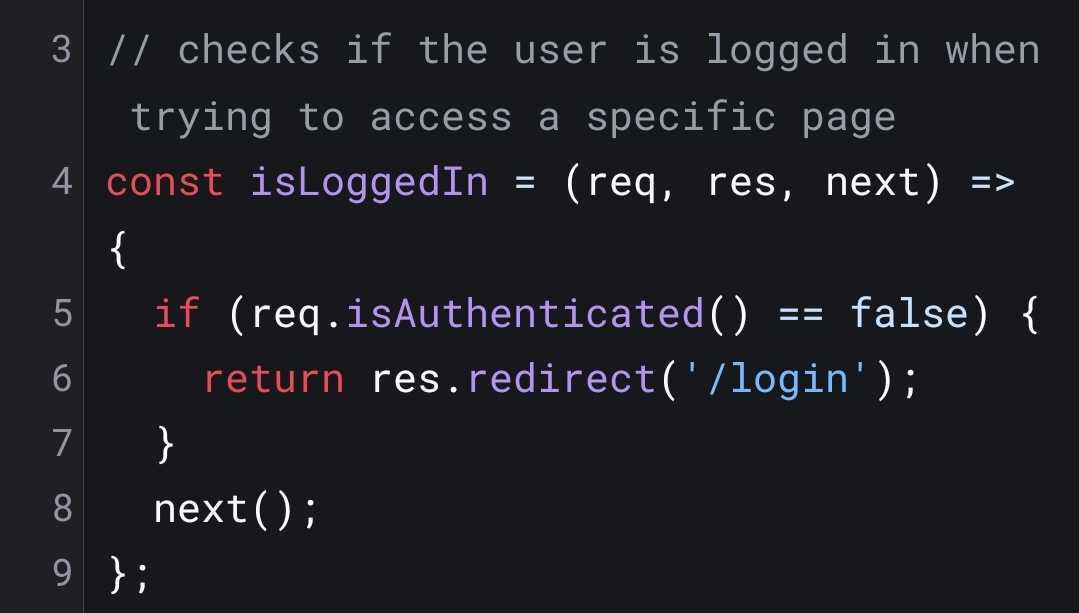 3 // checks if the user is logged in when
trying to access a specific page
4 const isLoggedIn = (req, res, next) =>
{
5 if (req.isAuthenticated() == false) {
6 return res.redirect('/login');
7 }
8 next();
9 };